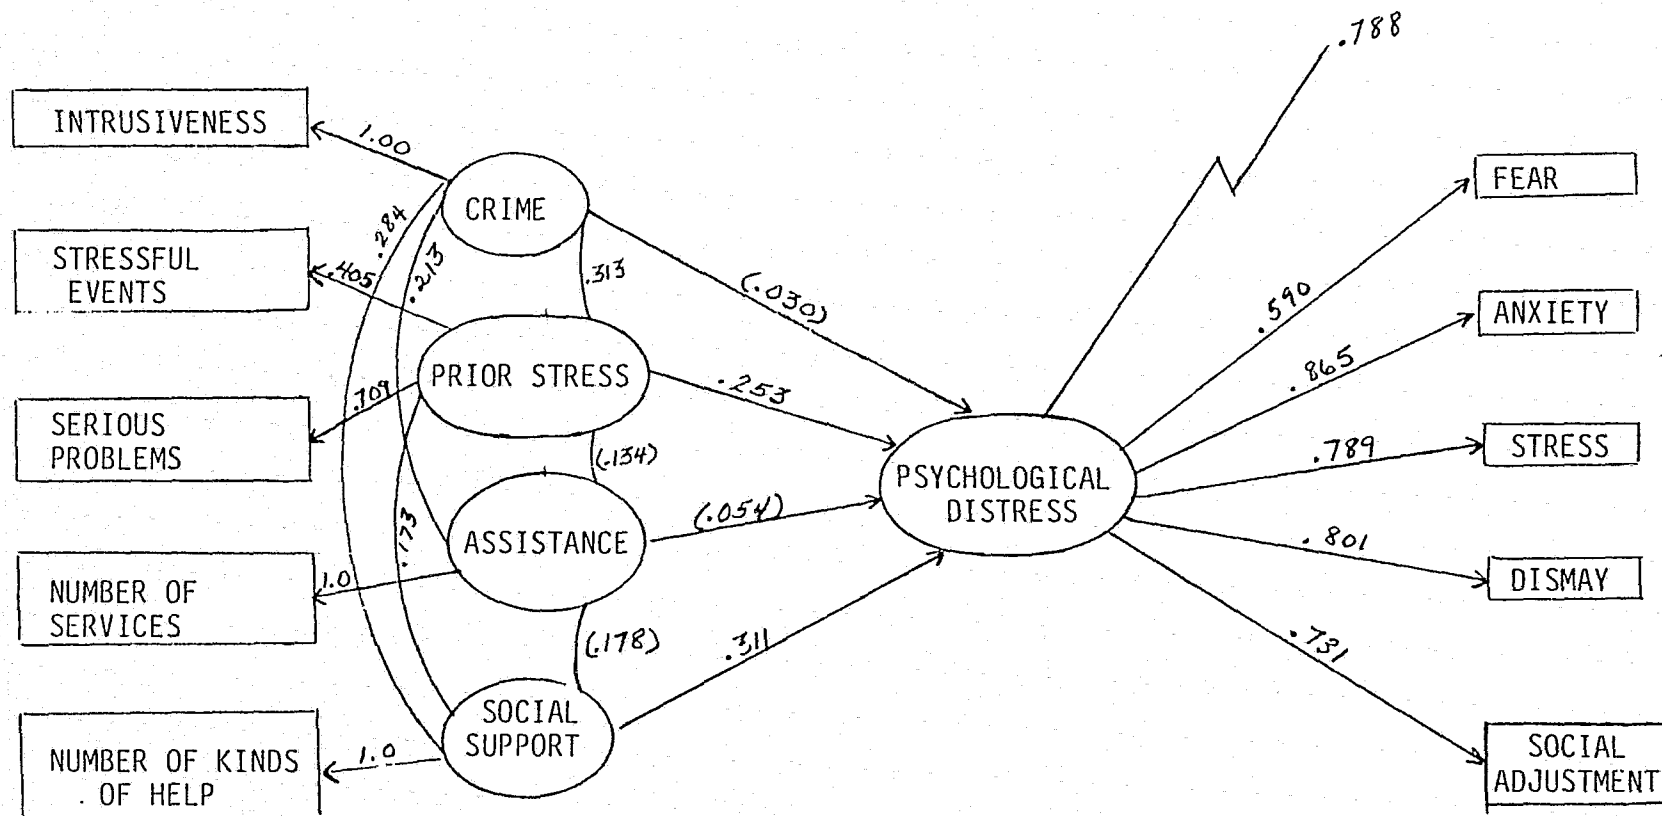 .788
INTRUSIVENESS
1.00
FEAR
CRIME
.284
STRESSFUL
EVENTS
.405
.213
.313
(.030)
.590
ANXIETY
PRIOR STRESS
.253
.865
.709
SERIOUS
PROBLEMS
(.134)
PSYCHOLOGICAL
DISTRESS
.789
STRESS
ASSISTANCE
(.054)
.173
.801
DISMAY
NUMBER OF
SERVICES
1.0
(.178)
.311
.731
SOCIAL
SUPPORT
NUMBER OF KINDS
. OF HELP
1.0
SOCIAL
ADJUSTMENT